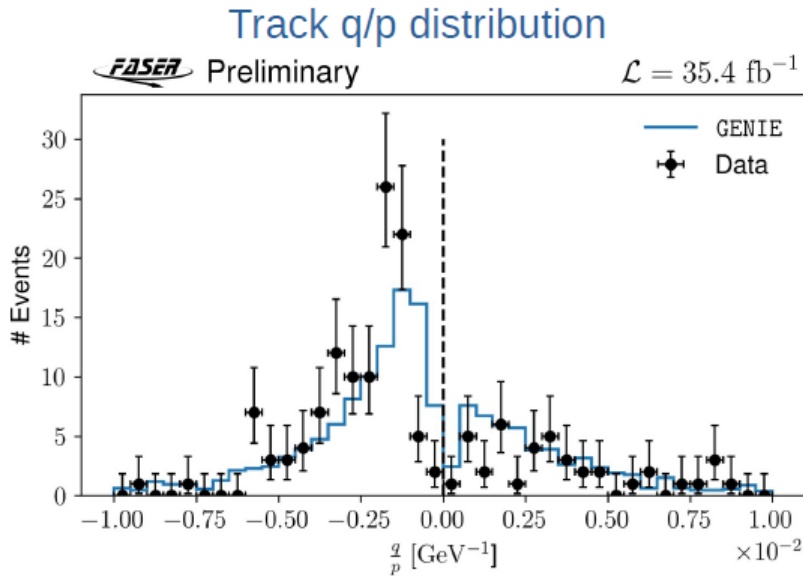 Track q/p distribution
FASER Preliminary
ℒ = 35.4 fb⁻¹
GENIE
Data
# Events
30
25
20
15
10
5
0
−1.00 −0.75 −0.50 −0.25 0.00 0.25 0.50 0.75 1.00
×10⁻²
q/p [GeV⁻¹]